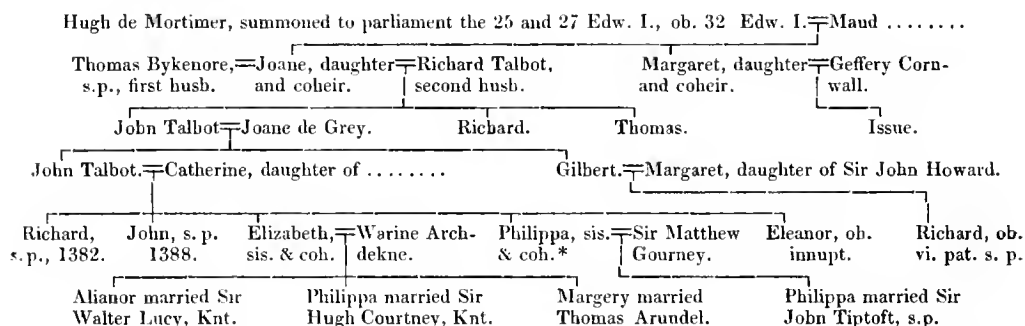 Hugh de Mortimer, summoned to parliament the 25 and 27 Edw. I., ob. 32 Edw. I.=Maud ........
Thomas Bykenore,=Joane, daughter=Richard Talbot, Margaret, daughter=Geffery Corn-
s.p., first husb. and coheir. second husb. and coheir. wall.
John Talbot=Joane de Grey. Richard. Thomas. Issue.
John Talbot.=Catherine, daughter of ........ Gilbert.=Margaret, daughter of Sir John Howard.
Richard, John, s. p. Elizabeth,=Warine Arch- Philippa, sis.=Sir Matthew Eleanor, ob. Richard, ob.
s.p., 1382. 1388. sis. & coh. dekne. & coh.* Gourney. innupt. vi. pat. s. p.
Alianor married Sir Philippa married Sir Margery married Philippa married Sir
Walter Lucy, Knt. Hugh Courtney, Knt. Thomas Arundel. John Tiptoft, s.p.